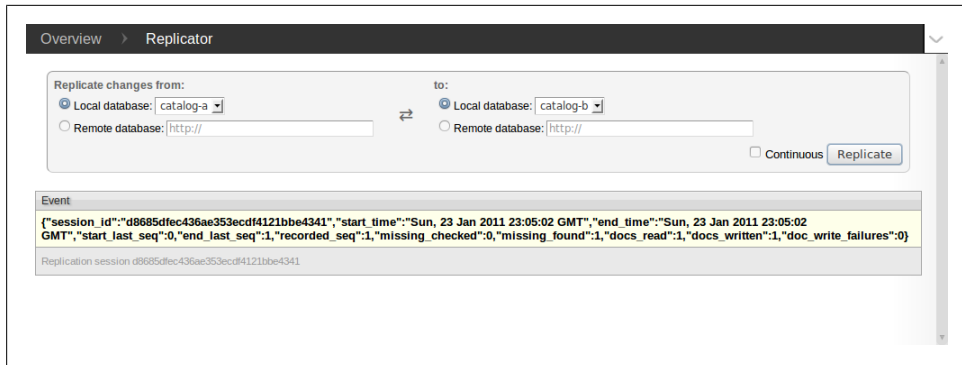 Overview Replicator
Replicate changes from: to:
Local database: catalog-a Local database: catalog-b
Remote database: http:// Remote database: http://
Continuous Replicate
Event
{"session_id":"d8685dfec436ae353ecdf4121bbe4341","start_time":"Sun, 23 Jan 2011 23:05:02 GMT","end_time":"Sun, 23 Jan 2011 23:05:02
GMT","start_last_seq":0,"end_last_seq":1,"recorded_seq":1,"missing_checked":0,"missing_found":1,"docs_read":1,"docs_written":1,"doc_write_failures":0}
Replication session d8685dfec436ae353ecdf4121bbe4341